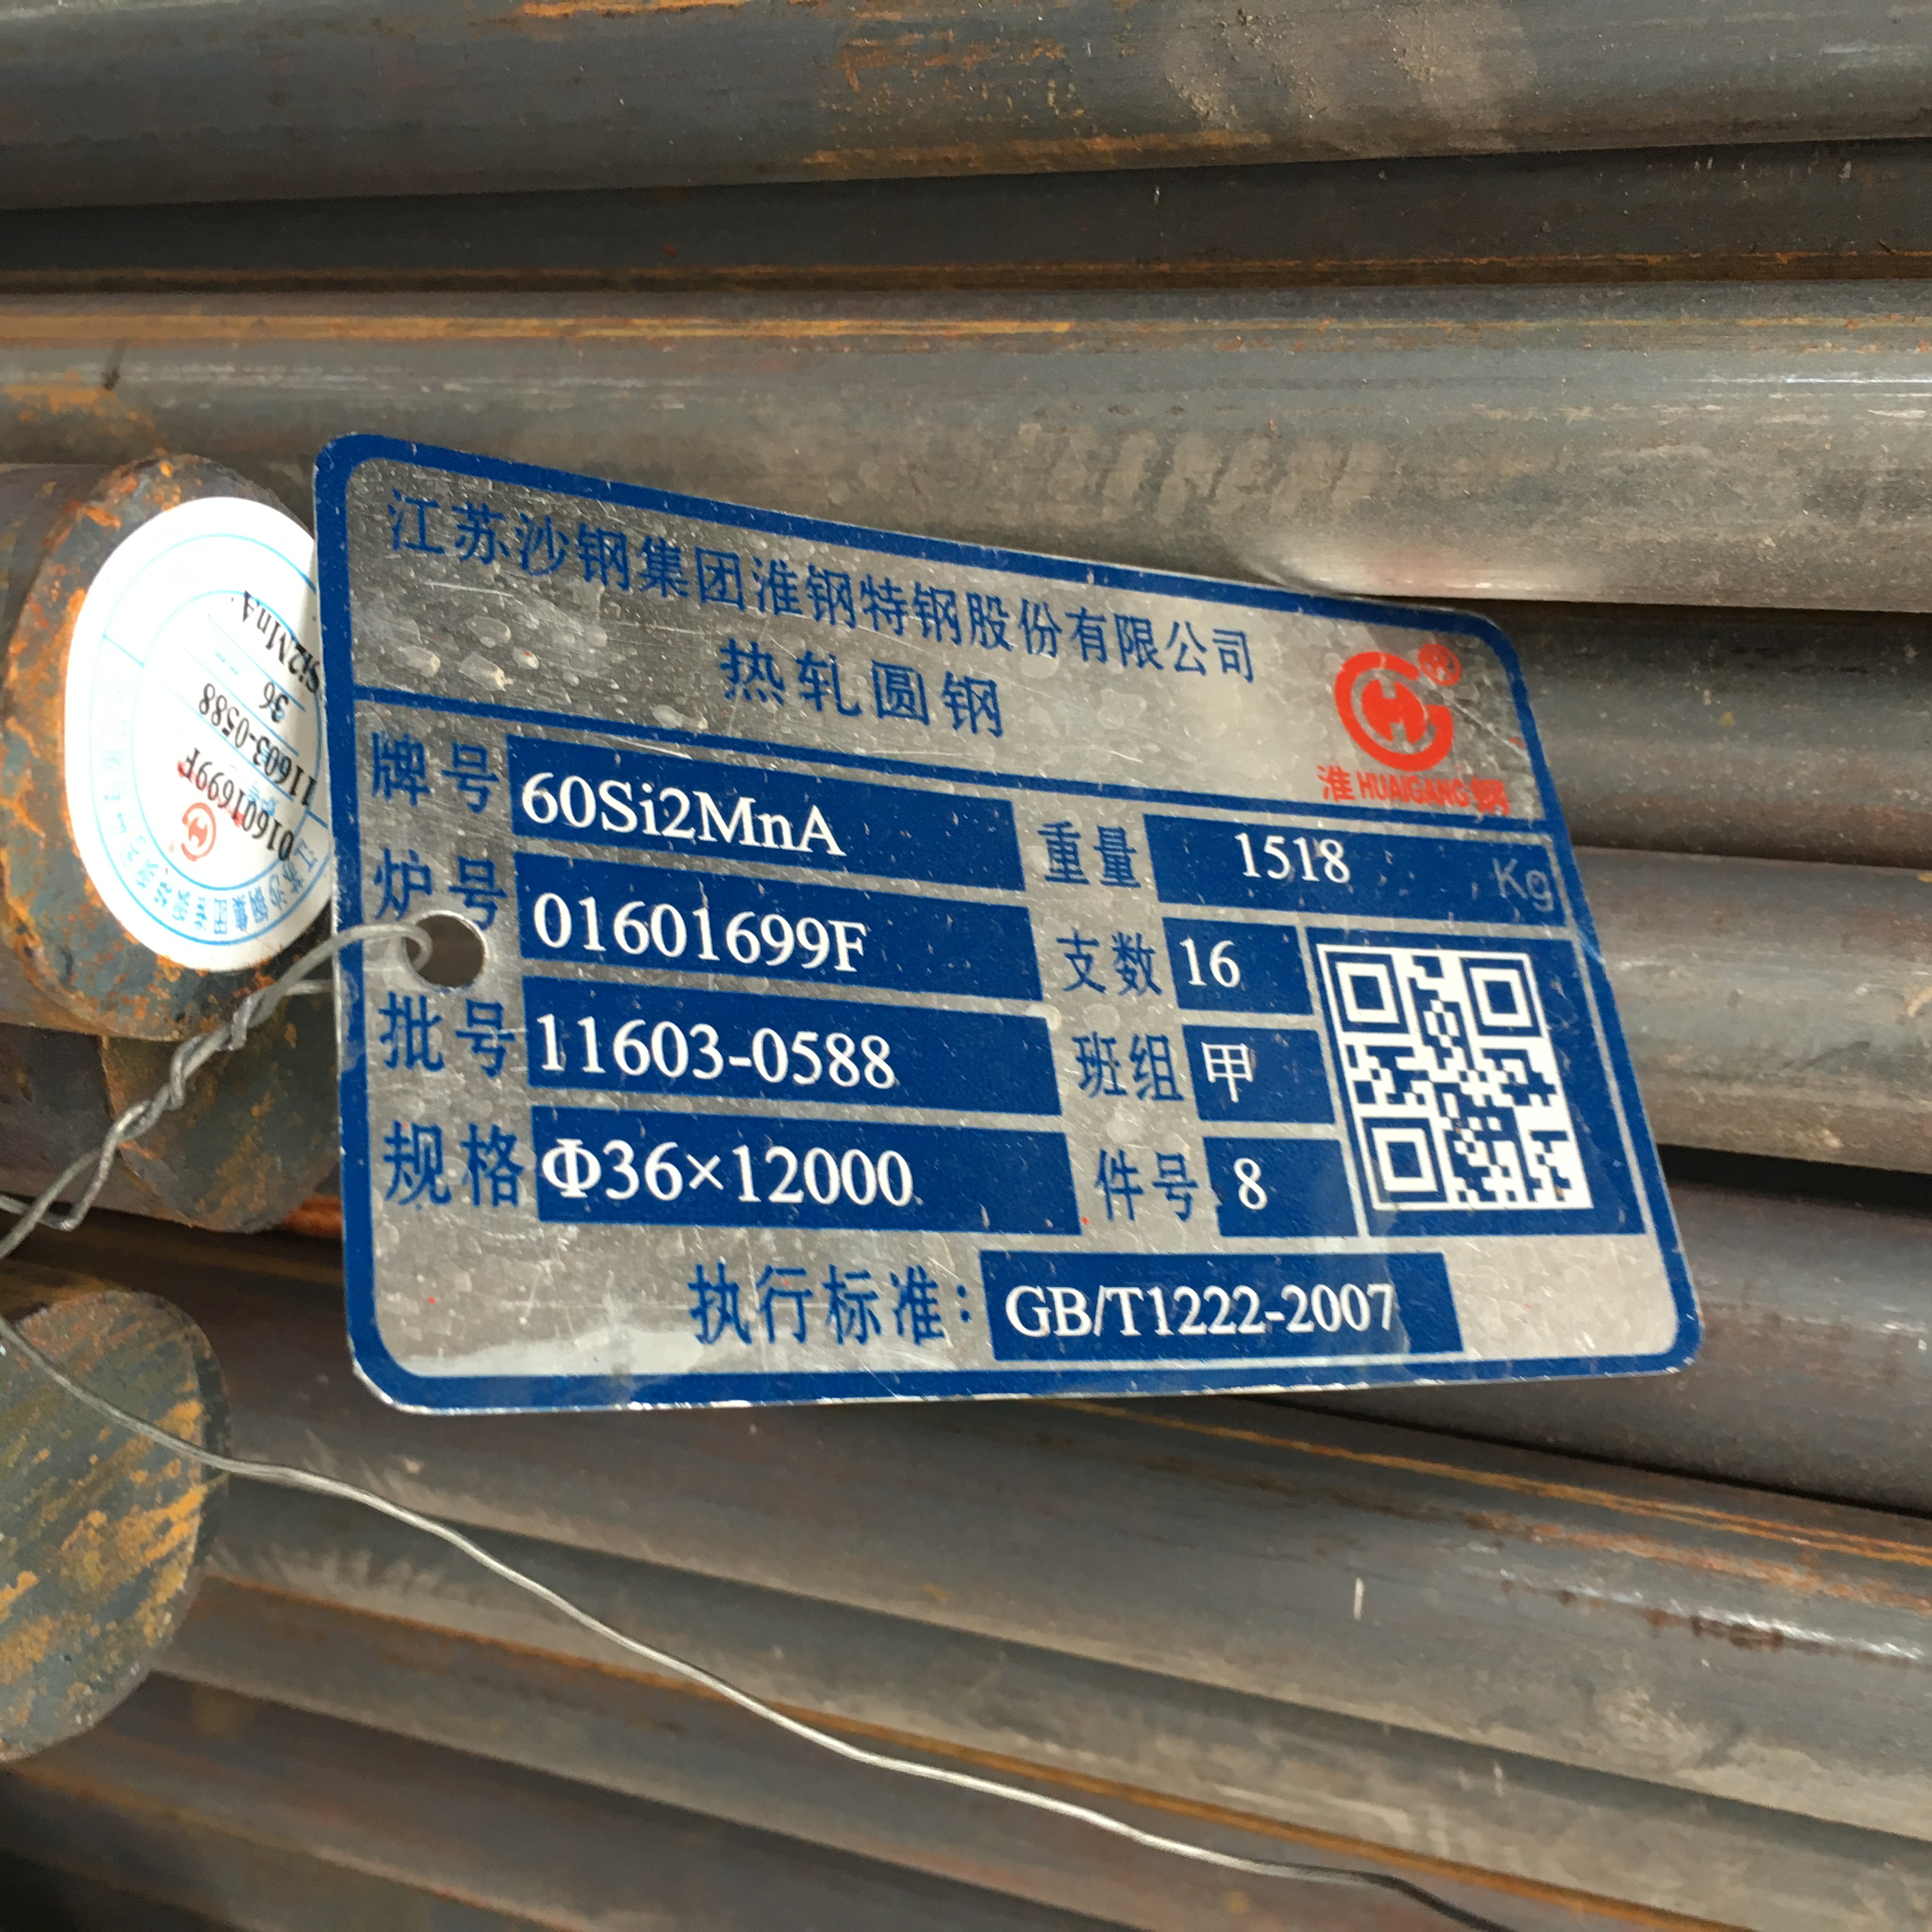 江苏沙钢集团淮钢特钢股份有限公司
热轧圆钢
淮 HUAIGANG 钢
牌号 60Si2MnA
重量 1518 Kg
炉号 01601699F
支数 16
批号 11603-0588
班组 甲
规格 Φ36×12000
件号 8
执行标准: GB/T1222-2007
01601699F
11603-0588
36
Si2MnA